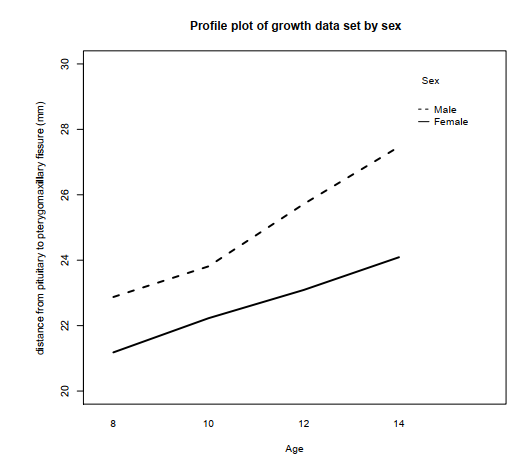 Profile plot of growth data set by sex
distance from pituitary to pterygomaxillary fissure (mm)
30
28
26
24
22
20
Sex
Male
Female
8 10 12 14
Age